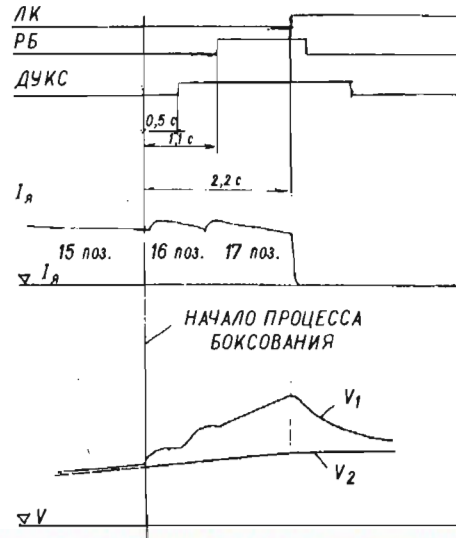 ЛК
РБ
ДУКС
0,5 с
1,1 с
2,2 с
Iя
15 поз. 16 поз. 17 поз.
∇ Iя
НАЧАЛО ПРОЦЕССА
БОКСОВАНИЯ
V1
V2
∇ V